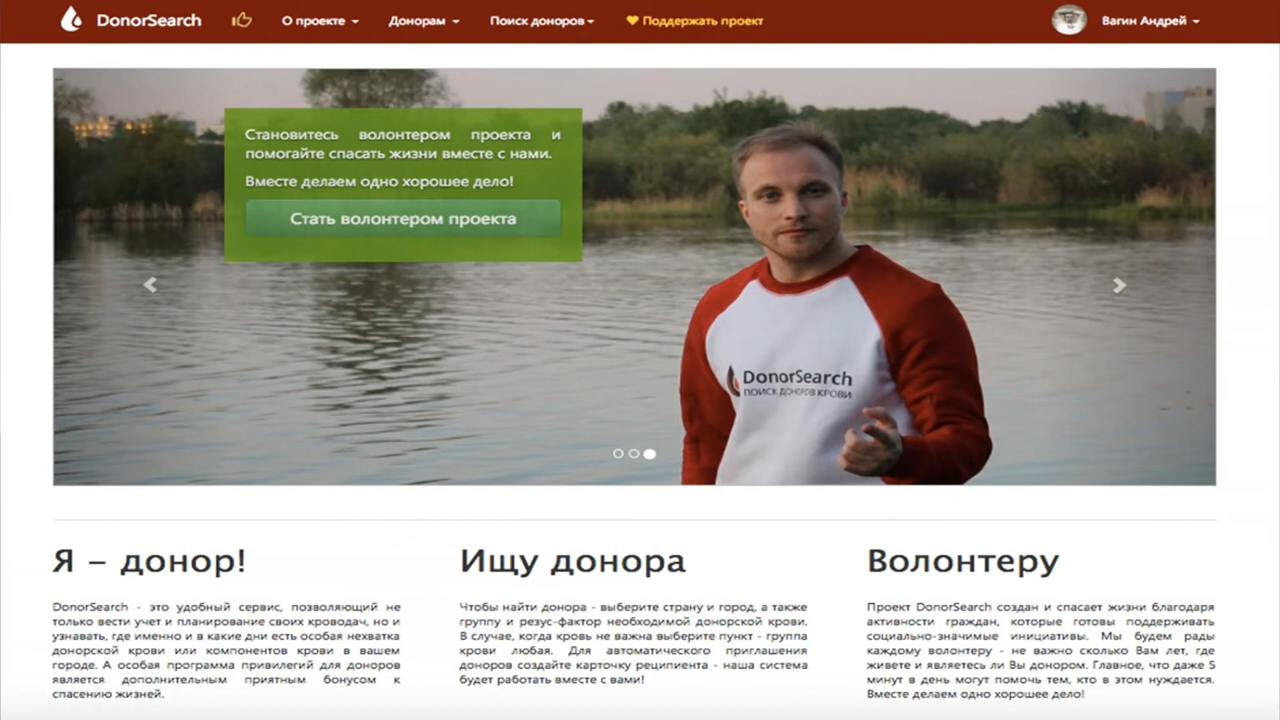 DonorSearch О проекте Донорам Поиск доноров Поддержать проект Вагин Андрей
Становитесь волонтером проекта и
помогайте спасать жизни вместе с нами.
Вместе делаем одно хорошее дело!
Стать волонтером проекта
DonorSearch
ПОИСК ДОНОРОВ КРОВИ
Я – донор!
DonorSearch - это удобный сервис, позволяющий не
только вести учет и планирование своих кроводач, но и
узнавать, где именно и в какие дни есть особая нехватка
донорской крови или компонентов крови в вашем
городе. А особая программа привилегий для доноров
является дополнительным приятным бонусом к
спасению жизней.
Ищу донора
Чтобы найти донора - выберите страну и город, а также
группу и резус-фактор необходимой донорской крови.
В случае, когда кровь не важна выберите пункт - группа
крови любая. Для автоматического приглашения
доноров создайте карточку реципиента - наша система
будет работать вместе с вами!
Волонтеру
Проект DonorSearch создан и спасает жизни благодаря
активности граждан, которые готовы поддерживать
социально-значимые инициативы. Мы будем рады
каждому волонтеру - не важно сколько Вам лет, где
живете и являетесь ли Вы донором. Главное, что даже 5
минут в день могут помочь тем, кто в этом нуждается.
Вместе делаем одно хорошее дело!